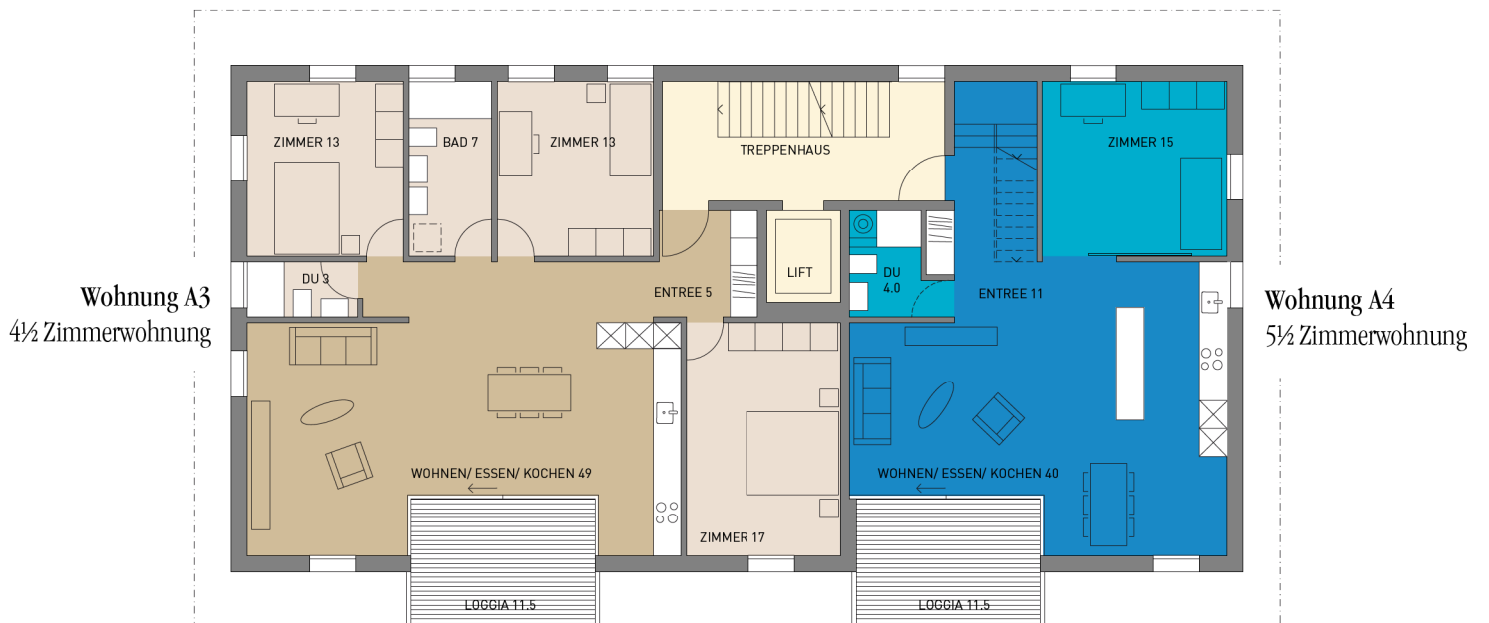 ZIMMER 13
BAD 7
ZIMMER 13
TREPPENHAUS
ZIMMER 15
DU 3
LIFT
DU
4.0
ENTREE 5
ENTREE 11
Wohnung A3
4½ Zimmerwohnung
Wohnung A4
5½ Zimmerwohnung
WOHNEN/ ESSEN/ KOCHEN 49
WOHNEN/ ESSEN/ KOCHEN 40
ZIMMER 17
LOGGIA 11.5
LOGGIA 11.5